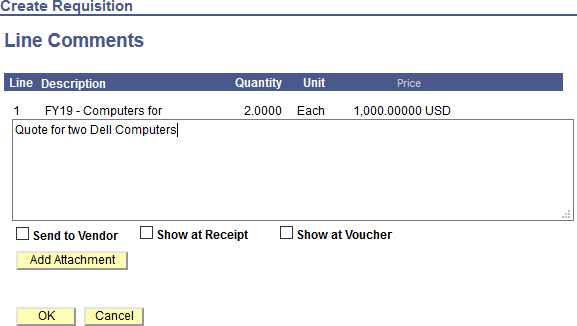 Create Requisition
Line Comments
Line Description Quantity Unit Price
1 FY19 - Computers for 2.0000 Each 1,000.00000 USD
Quote for two Dell Computers
Send to Vendor Show at Receipt Show at Voucher
Add Attachment
OK Cancel